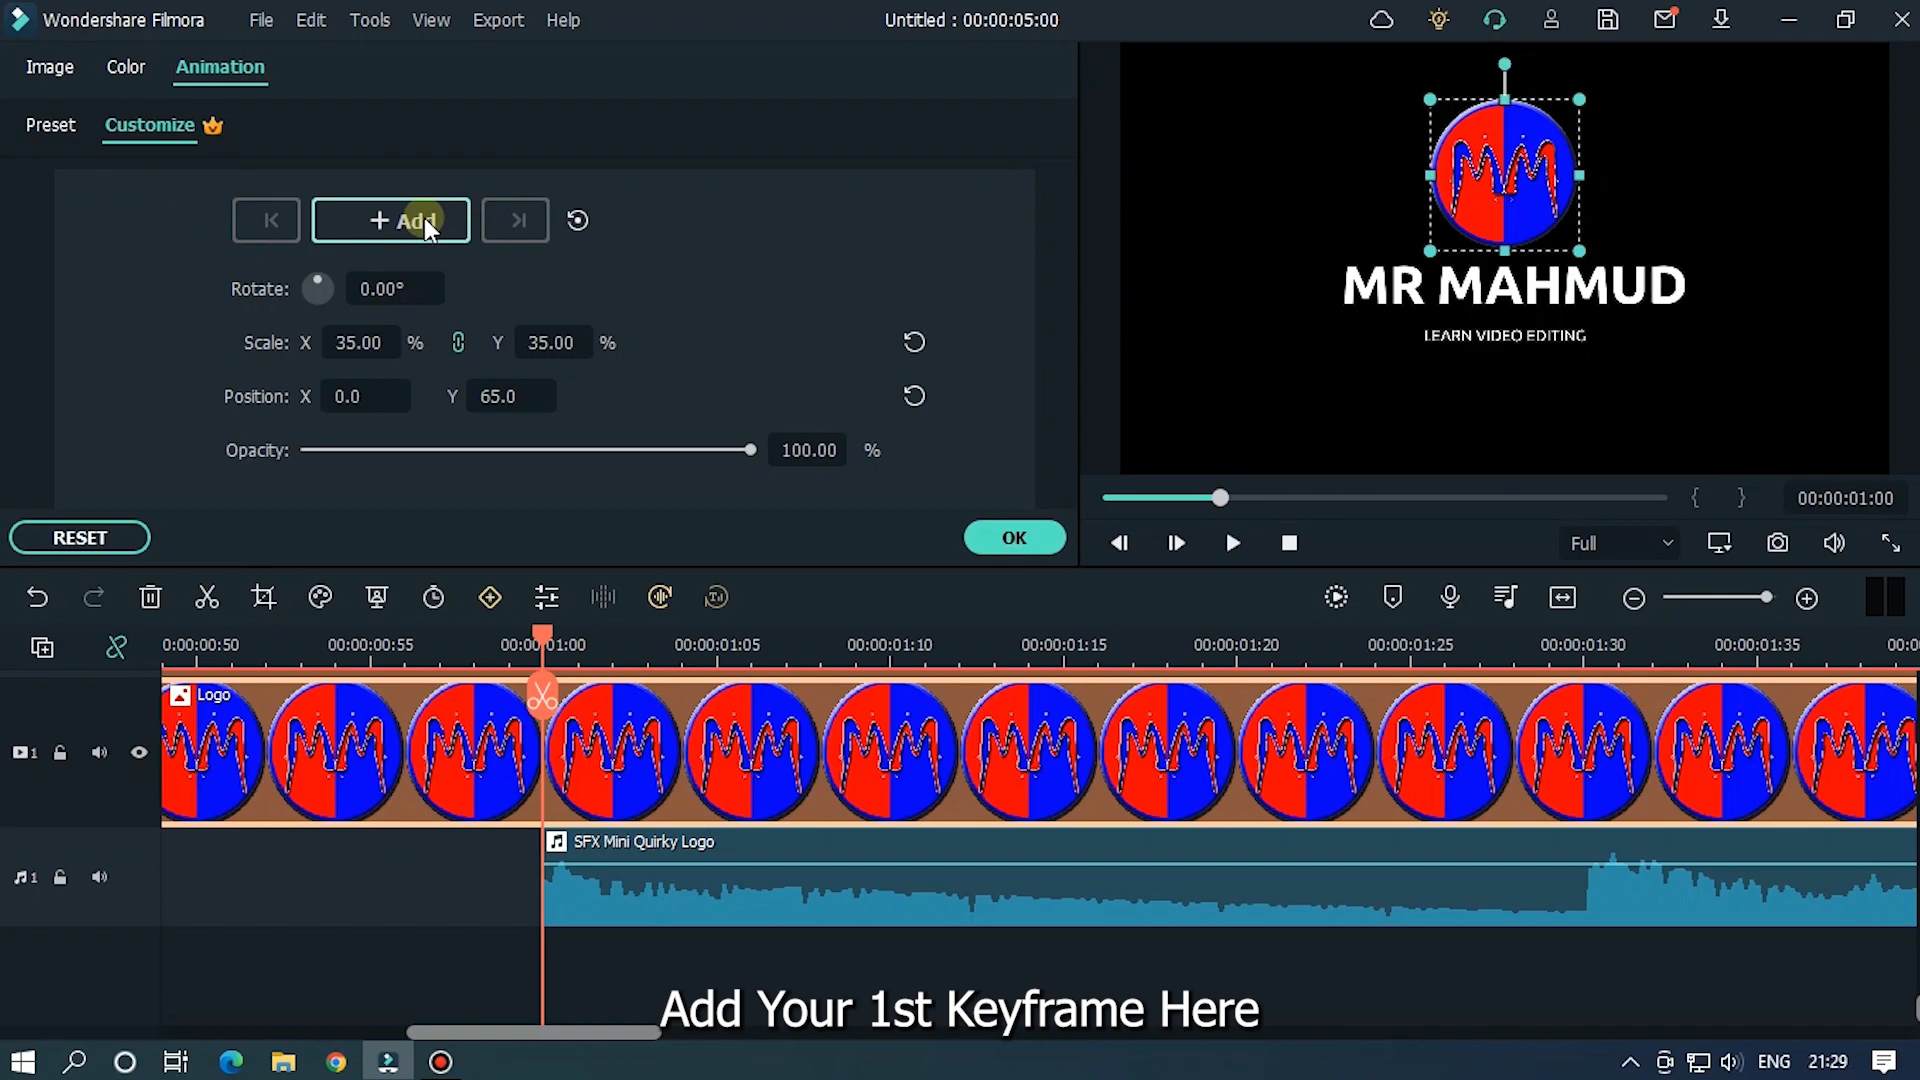 Wondershare Filmora File Edit Tools View Export Help Untitled : 00:00:05:00
Image Color Animation
Preset Customize
+ Add
Rotate: 0.00°
Scale: X 35.00 % Y 35.00 %
Position: X 0.0 Y 65.0
Opacity: 100.00 %
RESET OK
MM
MR MAHMUD
LEARN VIDEO EDITING
{ } 00:00:01:00
Full
0:00:00:50 00:00:00:55 00:00:01:00 00:00:01:05 00:00:01:10 00:00:01:15 00:00:01:20 00:00:01:25 00:00:01:30 00:00:01:35 00:0
Logo
1
SFX Mini Quirky Logo
1
Add Your 1st Keyframe Here
ENG 21:29